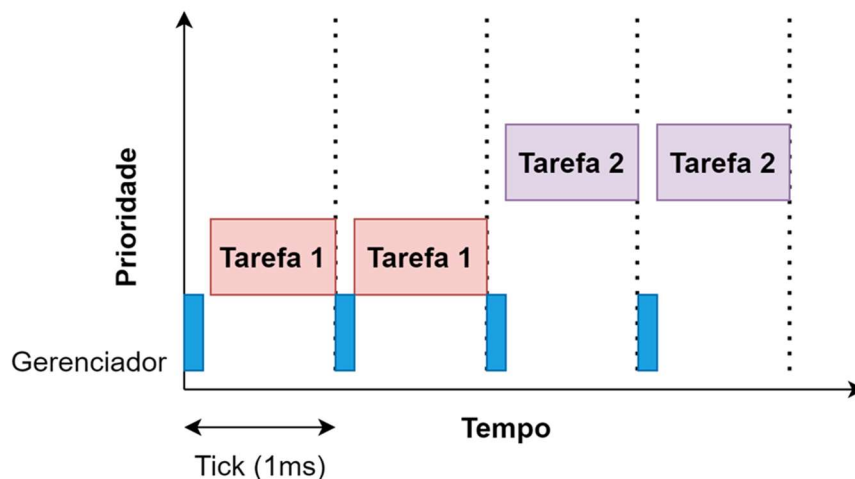 Prioridade
Tarefa 2
Tarefa 2
Tarefa 1
Tarefa 1
Gerenciador
Tempo
Tick (1ms)